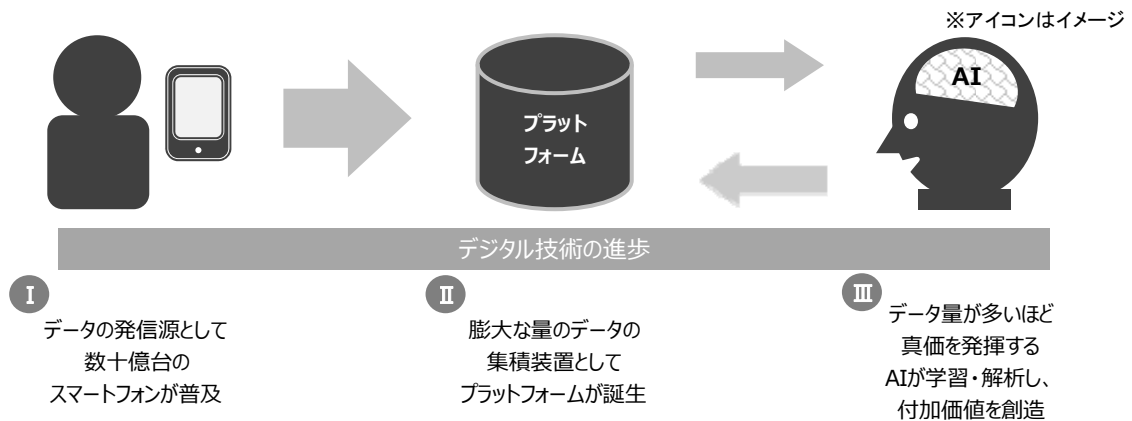 ※アイコンはイメージ
AI
プラット
フォーム
デジタル技術の進歩
Ⅰ
データの発信源として
数十億台の
スマートフォンが普及
Ⅱ
膨大な量のデータの
集積装置として
プラットフォームが誕生
Ⅲ
データ量が多いほど
真価を発揮する
AIが学習・解析し、
付加価値を創造